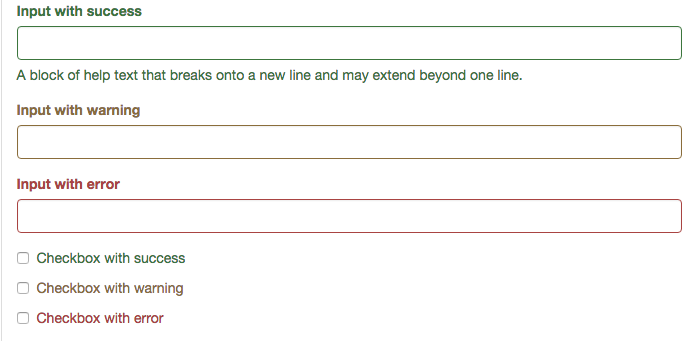 Input with success
A block of help text that breaks onto a new line and may extend beyond one line.
Input with warning
Input with error
Checkbox with success
Checkbox with warning
Checkbox with error